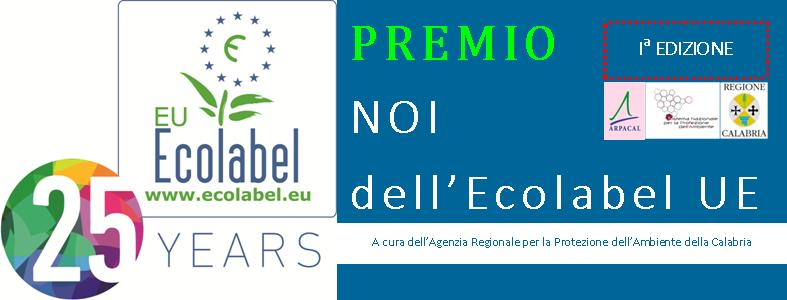 EU
Ecolabel
www.ecolabel.eu
25
YEARS
PREMIO
NOI
dell’Ecolabel UE
Iª EDIZIONE
ARPACAL
Sistema Nazionale
per la Protezione
dell'Ambiente
REGIONE
CALABRIA
A cura dell’Agenzia Regionale per la Protezione dell’Ambiente della Calabria